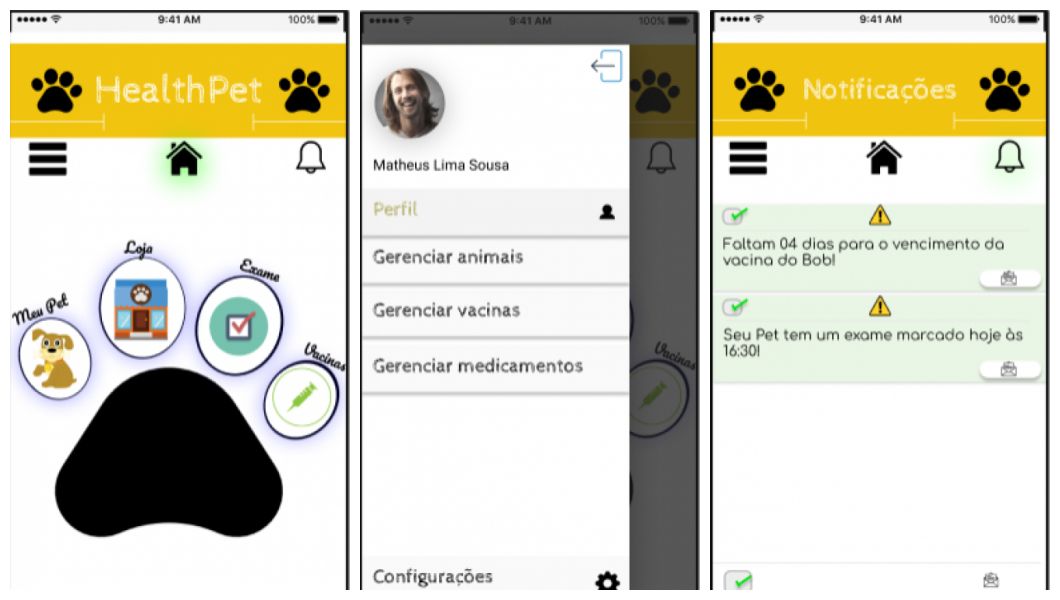 9:41 AM 100%
HealthPet
Loja
Exame
Meu Pet
Vacinas
9:41 AM 100%
Matheus Lima Sousa
Perfil
Gerenciar animais
Gerenciar vacinas
Gerenciar medicamentos
Vacinas
Configurações
9:41 AM 100%
Notificações
Faltam 04 dias para o vencimento da
vacina do Bob!
Seu Pet tem um exame marcado hoje às
16:30!